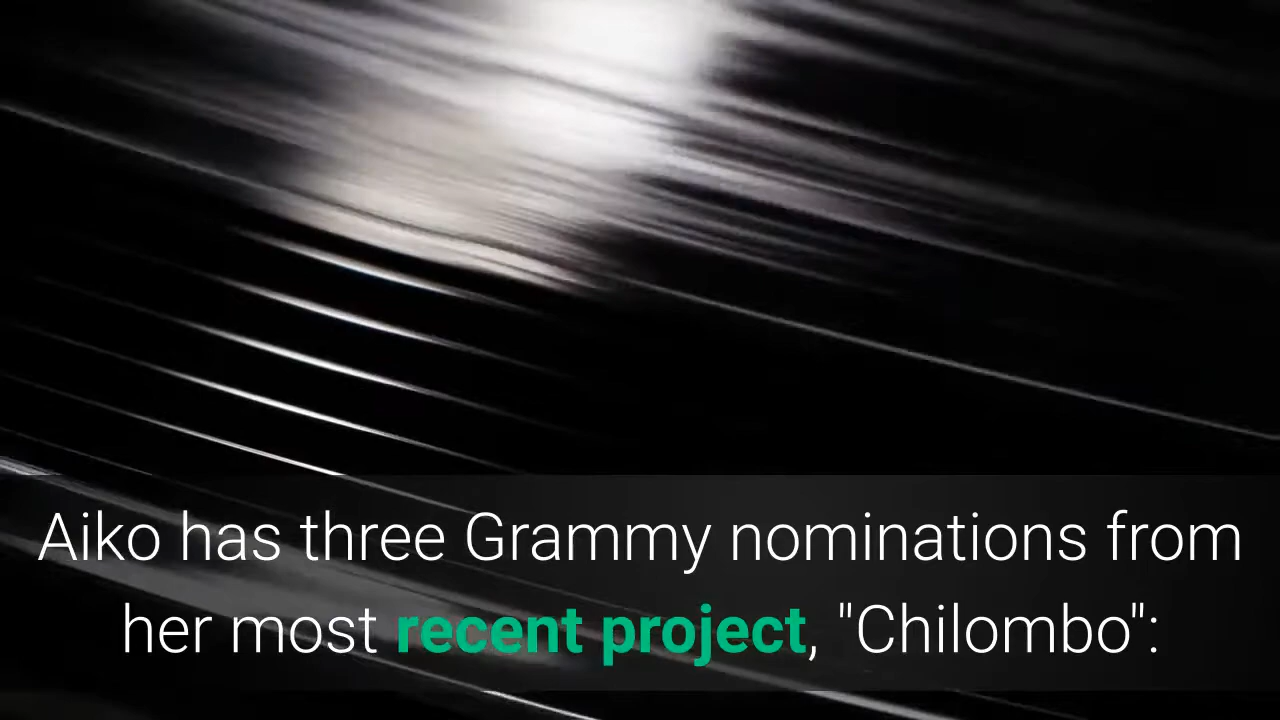 Aiko has three Grammy nominations from
her most recent project, "Chilombo":